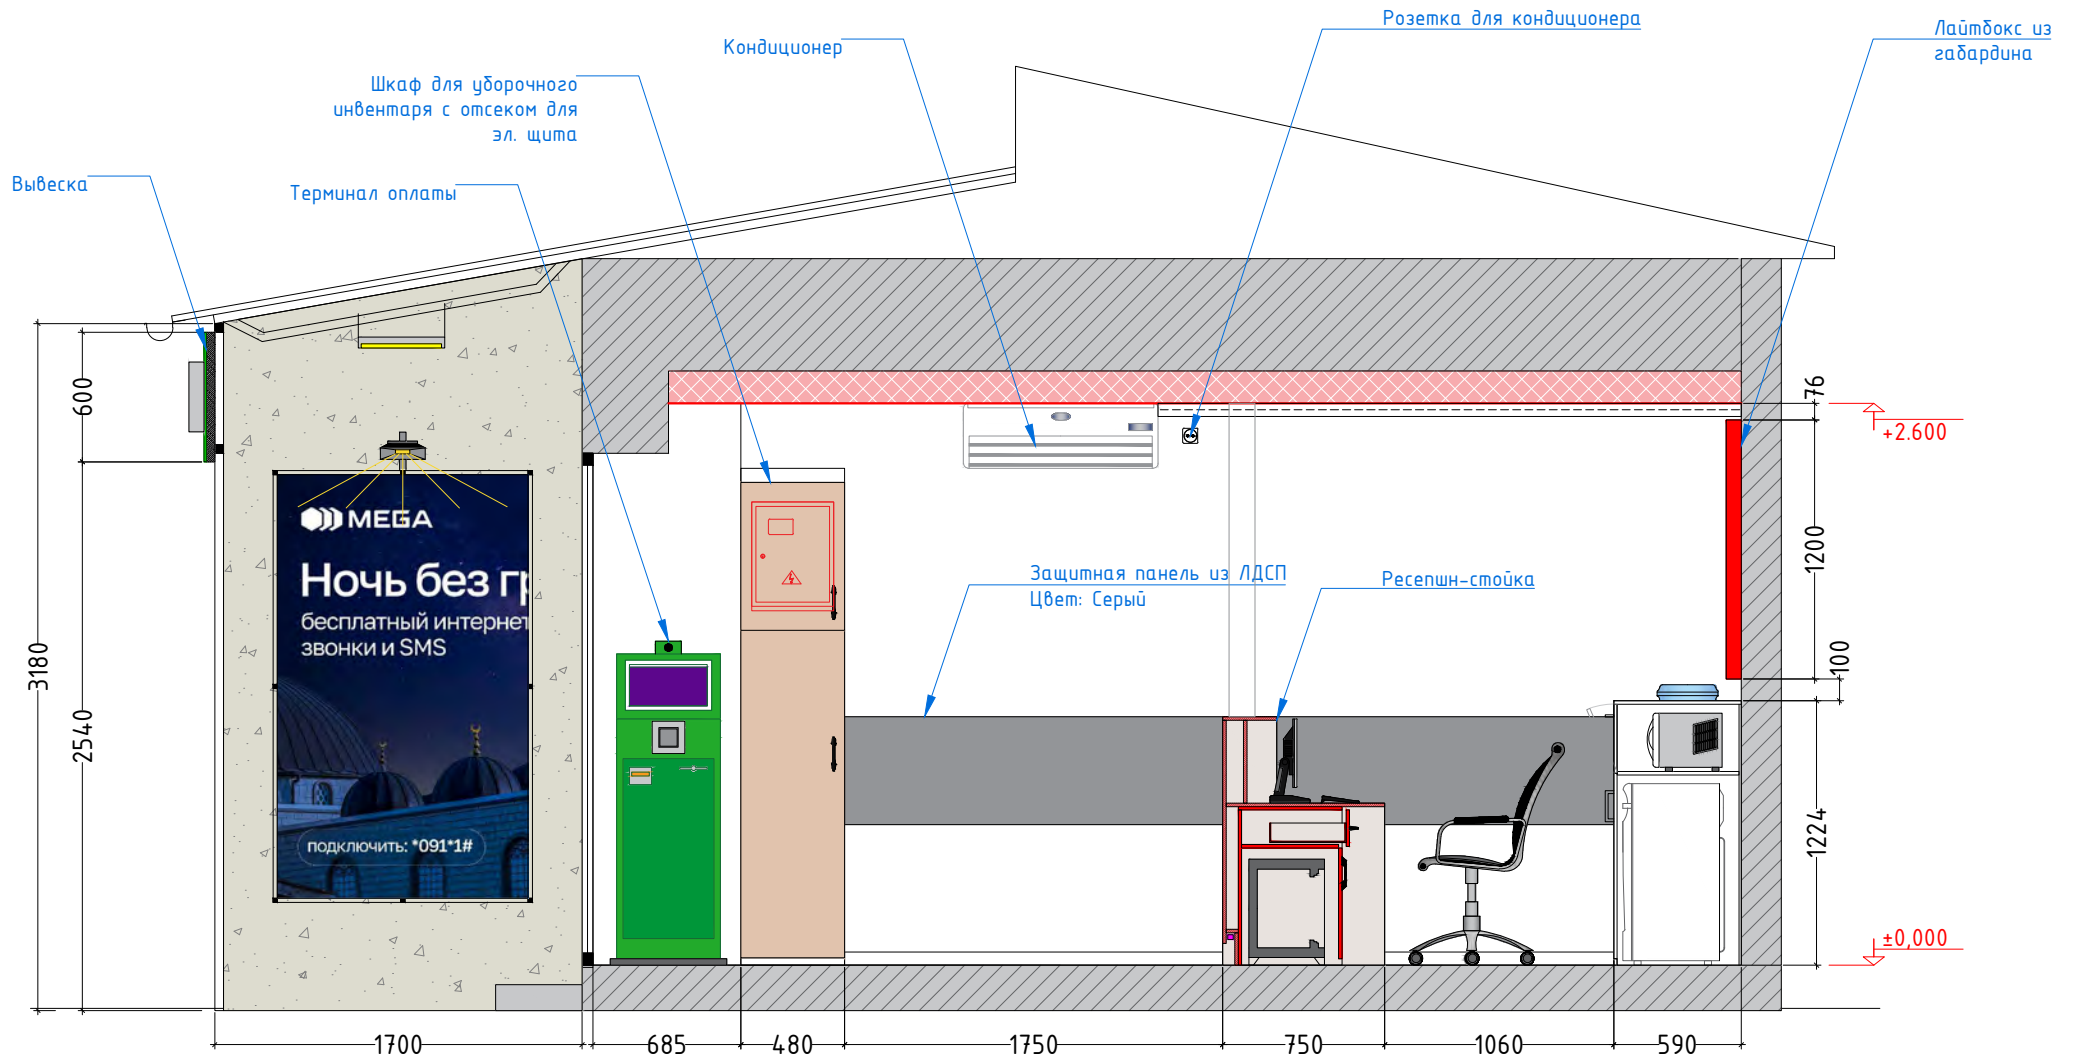 Розетка для кондиционера
Лайтбокс из
габардина
Кондиционер
Шкаф для уборочного
инвентаря с отсеком для
эл. щита
Вывеска
Терминал оплаты
600
76
+2.600
MEGA
Ночь без гр
бесплатный интернет
звонки и SMS
1200
Защитная панель из ЛДСП
Цвет: Серый
Ресепшн-стойка
3180
100
2540
1224
подключить: *091*1#
±0,000
1700
685
480
1750
750
1060
590